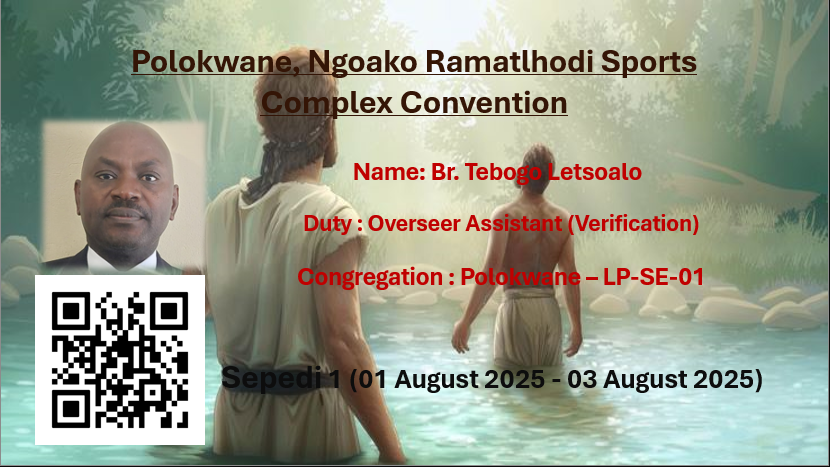 Polokwane, Ngoako Ramatlhodi Sports
Complex Convention
Name: Br. Tebogo Letsoalo
Duty : Overseer Assistant (Verification)
Congregation : Polokwane – LP-SE-01
Sepedi 1 (01 August 2025 - 03 August 2025)